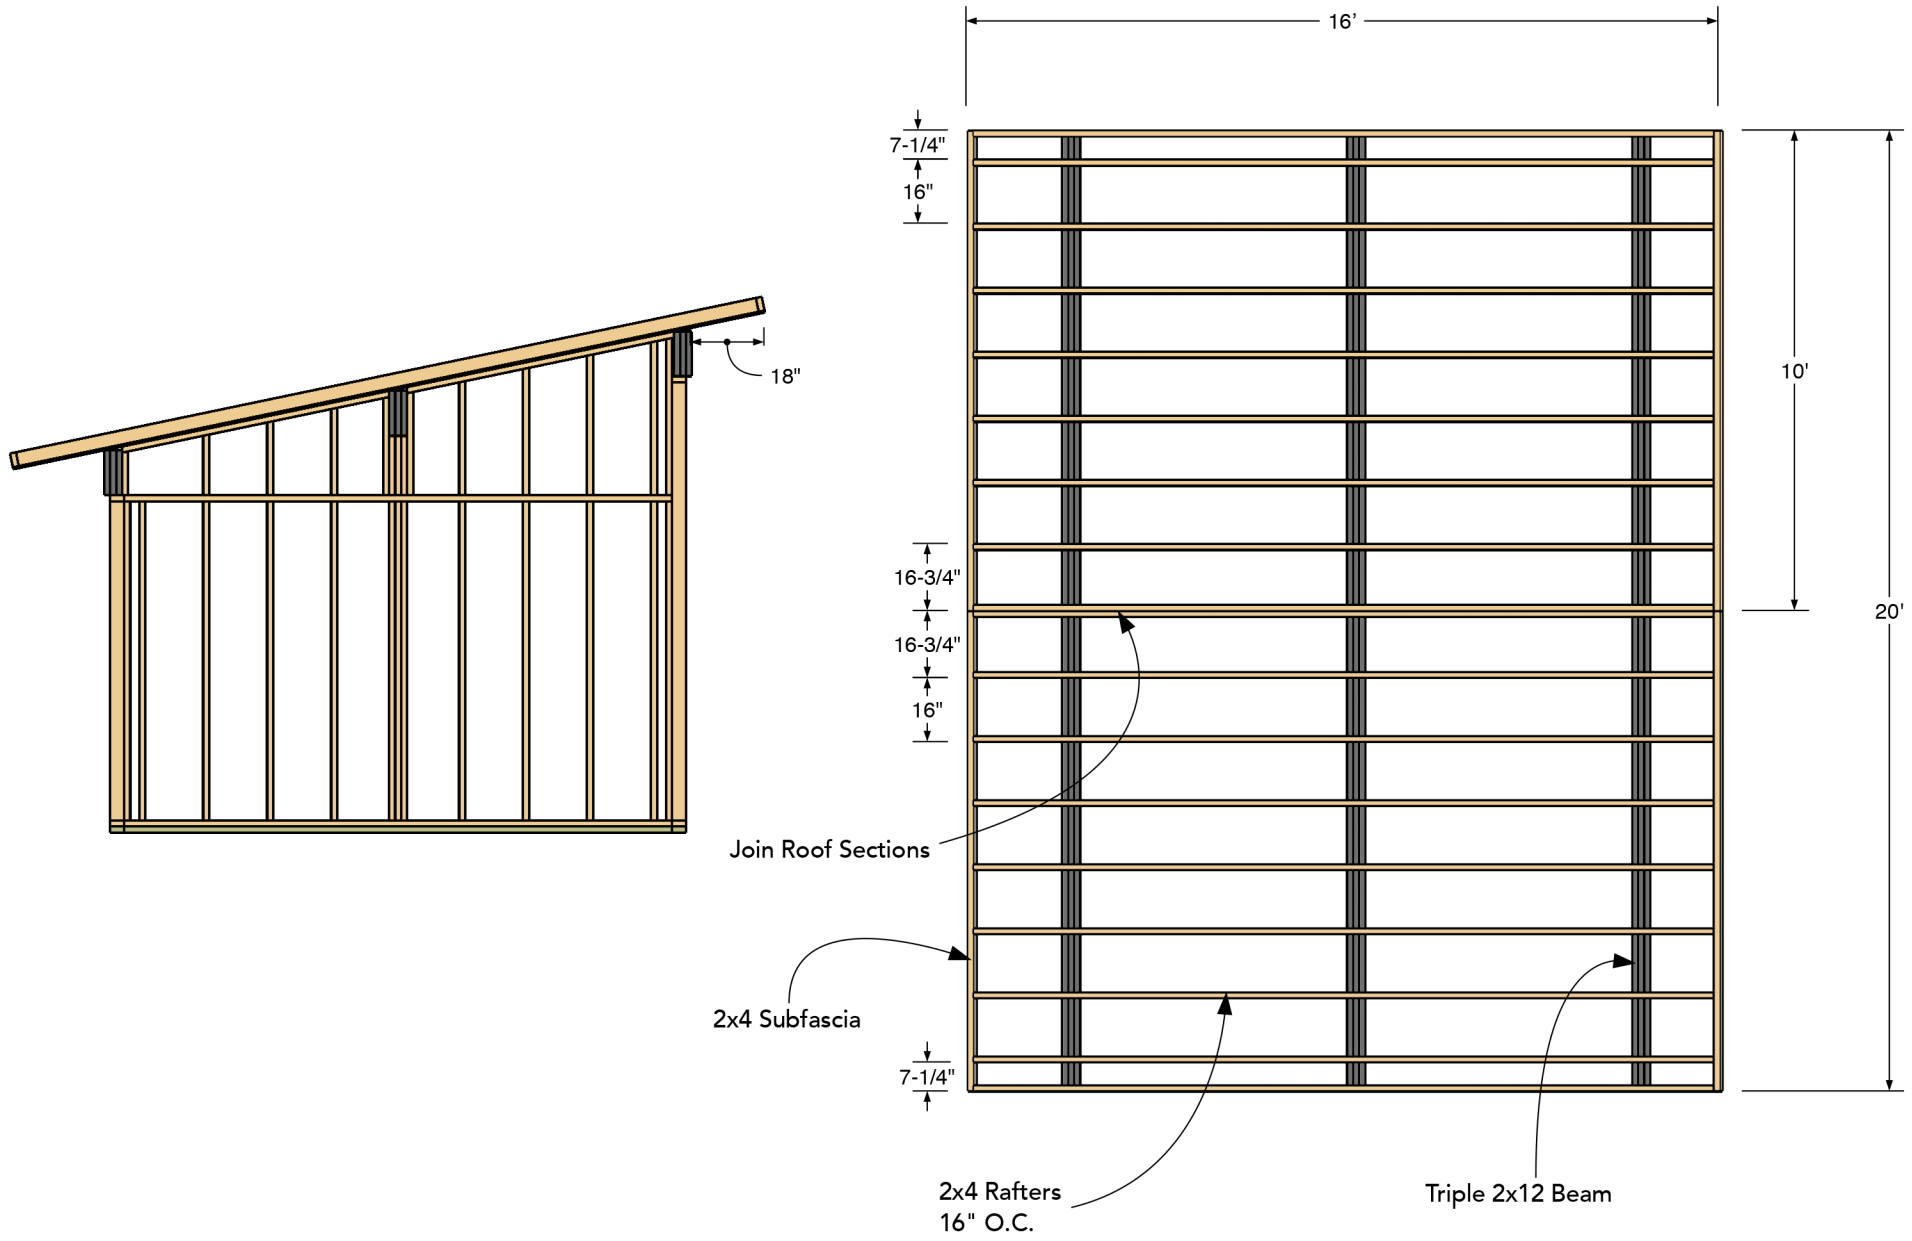 16’
7-1/4"
16"
10'
18"
16-3/4"
20'
16-3/4"
16"
Join Roof Sections
2x4 Subfascia
7-1/4"
2x4 Rafters
16" O.C.
Triple 2x12 Beam